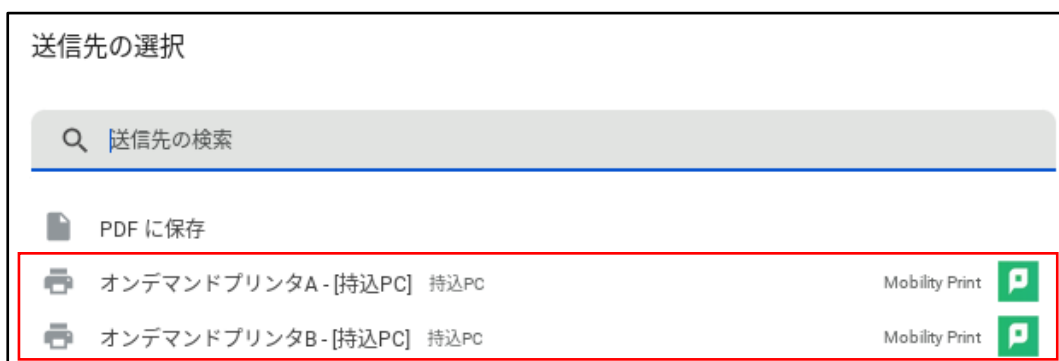 送信先の選択
送信先の検索
PDF に保存
オンデマンドプリンタA - [持込PC] 持込PC Mobility Print
オンデマンドプリンタB - [持込PC] 持込PC Mobility Print